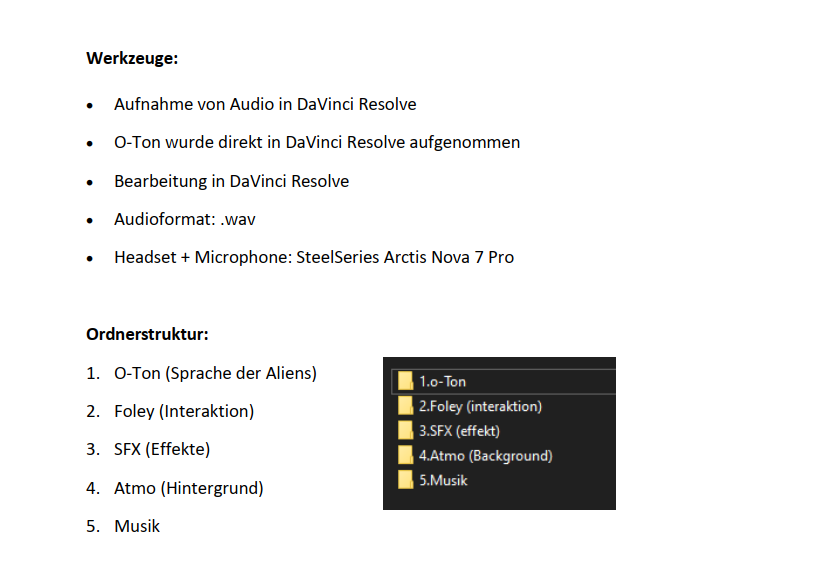 Werkzeuge:
• Aufnahme von Audio in DaVinci Resolve
• O-Ton wurde direkt in DaVinci Resolve aufgenommen
• Bearbeitung in DaVinci Resolve
• Audioformat: .wav
• Headset + Microphone: SteelSeries Arctis Nova 7 Pro
Ordnerstruktur:
1. O-Ton (Sprache der Aliens)
2. Foley (Interaktion)
3. SFX (Effekte)
4. Atmo (Hintergrund)
5. Musik
1.o-Ton
2.Foley (interaktion)
3.SFX (effekt)
4.Atmo (Background)
5.Musik